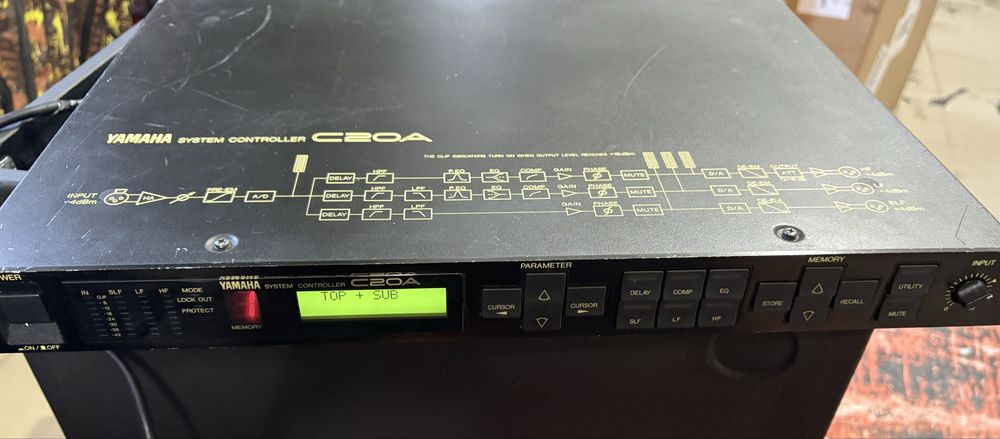 YAMAHA SYSTEM CONTROLLER C20A
THE CLIP INDICATORS TURN ON WHEN OUTPUT LEVEL REACHES +18dBm
INPUT
-4dBm
HA
PRE-EM
A/D
DELAY HPF P.EQ EQ COMP GAIN PHASE MUTE D/A DE-EM OUTPUT ATT
DELAY HPF LPF P.EQ EQ COMP GAIN PHASE MUTE D/A DE-EM
+4dBm
DELAY HPF LPF GAIN PHASE MUTE D/A DE-EM
SLF
+4dBm
POWER
ON / OFF
IN SLF LF HF MODE
CLIP
LOCK OUT
PROTECT
YAMAHA SYSTEM CONTROLLER C20A
MEMORY
TOP + SUB
PARAMETER
CURSOR
CURSOR
DELAY COMP EQ
SLF LF HF
MEMORY
STORE
RECALL
UTILITY
MUTE
INPUT